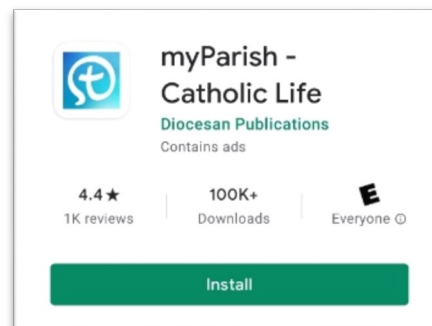 myParish -
Catholic Life
Diocesan Publications
Contains ads
4.4★
1K reviews
100K+
Downloads
E
Everyone ⓘ
Install